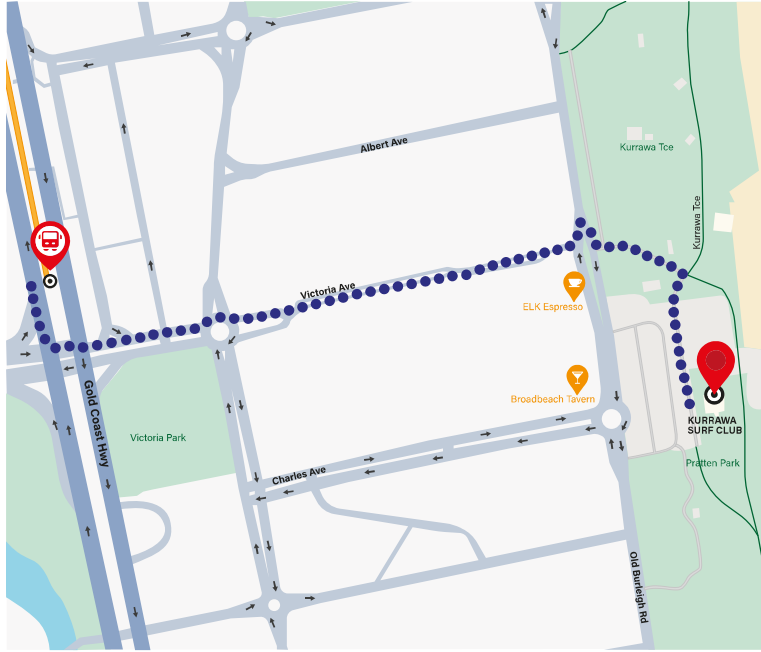 Albert Ave
Kurrawa Tce
Kurrawa Tce
Victoria Ave
ELK Espresso
Gold Coast Hwy
Broadbeach Tavern
Victoria Park
KURRAWA
SURF CLUB
Pratten Park
Charles Ave
Old Burleigh Rd